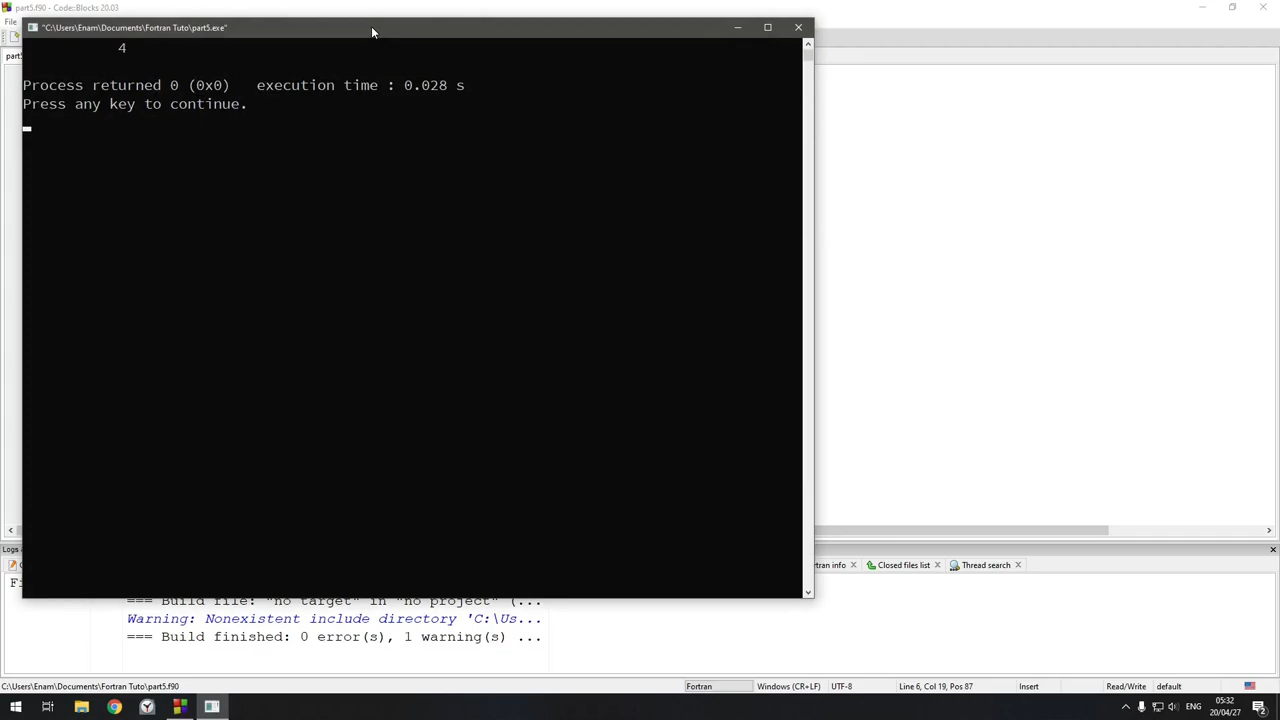 part5.f90 - Code::Blocks 20.03
File
"C:\Users\Enam\Documents\Fortran Tuto\part5.exe"
part5
4
Process returned 0 (0x0)   execution time : 0.028 s
Press any key to continue.
Logs &
Fortran info
Closed files list
Thread search
=== Build file: "no target" in "no project" (...
Warning: Nonexistent include directory 'C:\Us...
=== Build finished: 0 error(s), 1 warning(s) ...
C:\Users\Enam\Documents\Fortran Tuto\part5.f90
Fortran
Windows (CR+LF)
UTF-8
Line 6, Col 19, Pos 87
Insert
Read/Write
default
05:32
20/04/27
2